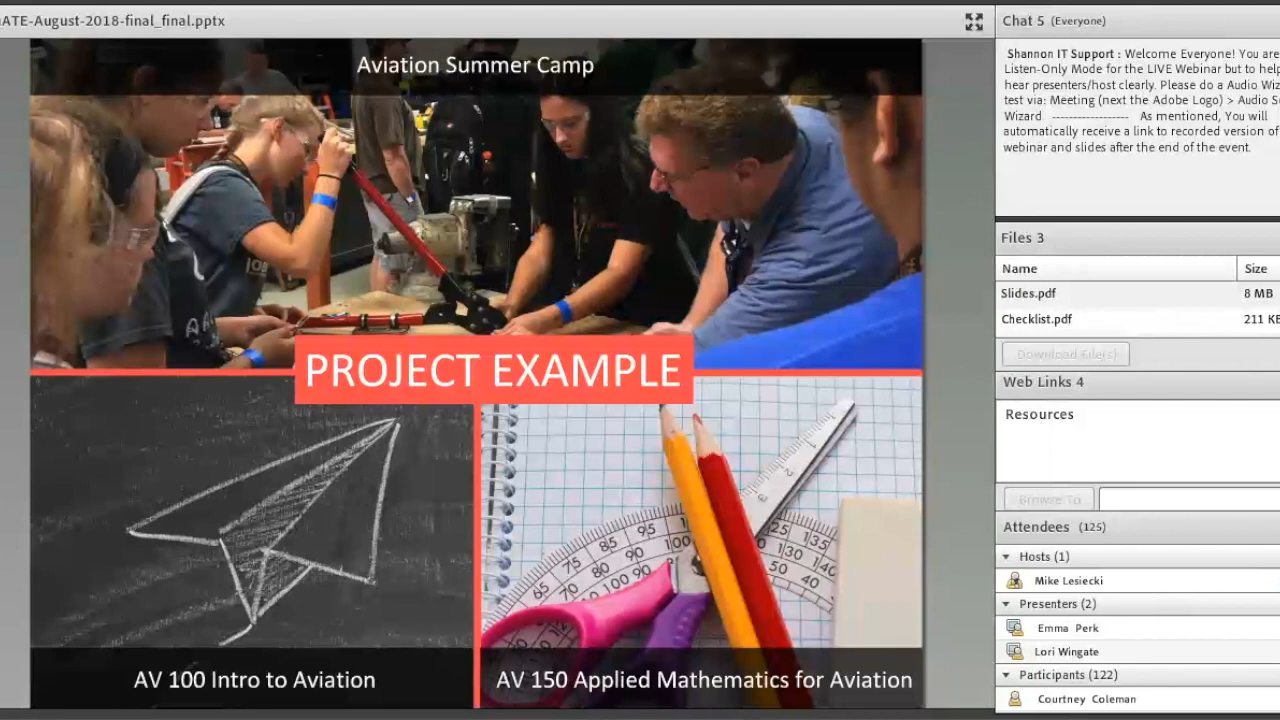 ATE-August-2018-final_final.pptx
Aviation Summer Camp
PROJECT EXAMPLE
AV 100 Intro to Aviation
AV 150 Applied Mathematics for Aviation
Chat 5 (Everyone)
Shannon IT Support : Welcome Everyone! You are
Listen-Only Mode for the LIVE Webinar but to help
hear presenters/host clearly. Please do a Audio Wiz
test via: Meeting (next the Adobe Logo) > Audio S
Wizard ------------------ As mentioned, You will
automatically receive a link to recorded version of
webinar and slides after the end of the event.
Files 3
Name Size
Slides.pdf 8 MB
Checklist.pdf 211 KB
Download File(s)
Web Links 4
Resources
Browse To
Attendees (125)
Hosts (1)
Mike Lesiecki
Presenters (2)
Emma Perk
Lori Wingate
Participants (122)
Courtney Coleman